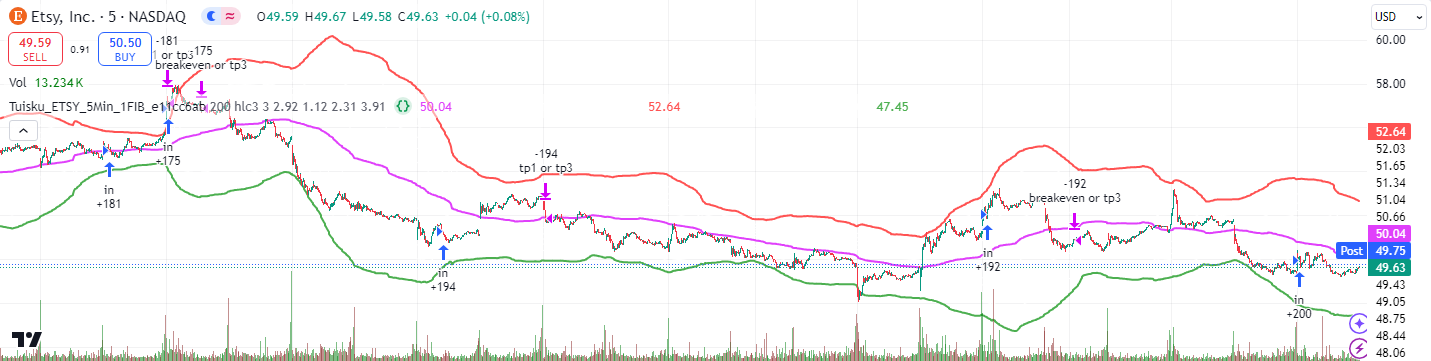 Etsy, Inc. · 5 · NASDAQ
O49.59 H49.67 L49.58 C49.63 +0.04 (+0.08%)
USD
49.59
SELL
0.91
50.50
BUY
Vol 13.234 K
200 hlc3 3 2.92 1.12 2.31 3.91 {} 50.04 52.64 47.45
-181
or tp3
-175
breakeven or tp3
in
+181
in
+175
-194
tp1 or tp3
in
+194
-192
breakeven or tp3
in
+192
in
+200
60.00
58.00
52.64
52.03
51.65
51.34
51.04
50.66
50.04
Post 49.75
49.63
49.43
49.05
48.75
48.44
48.06